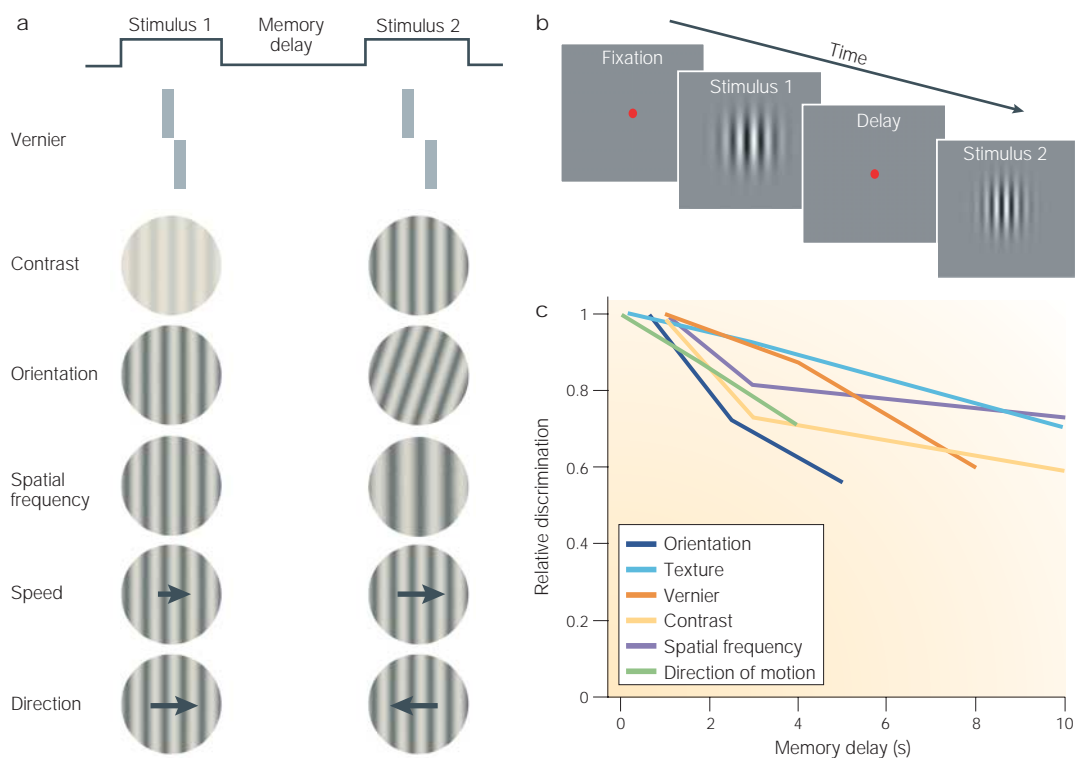 a
Stimulus 1
Memory
delay
Stimulus 2
Vernier
Contrast
Orientation
Spatial
frequency
Speed
Direction
b
Time
Fixation
Stimulus 1
Delay
Stimulus 2
c
1
0.8
0.6
0.4
0.2
0
Relative discrimination
Orientation
Texture
Vernier
Contrast
Spatial frequency
Direction of motion
0 2 4 6 8 10
Memory delay (s)